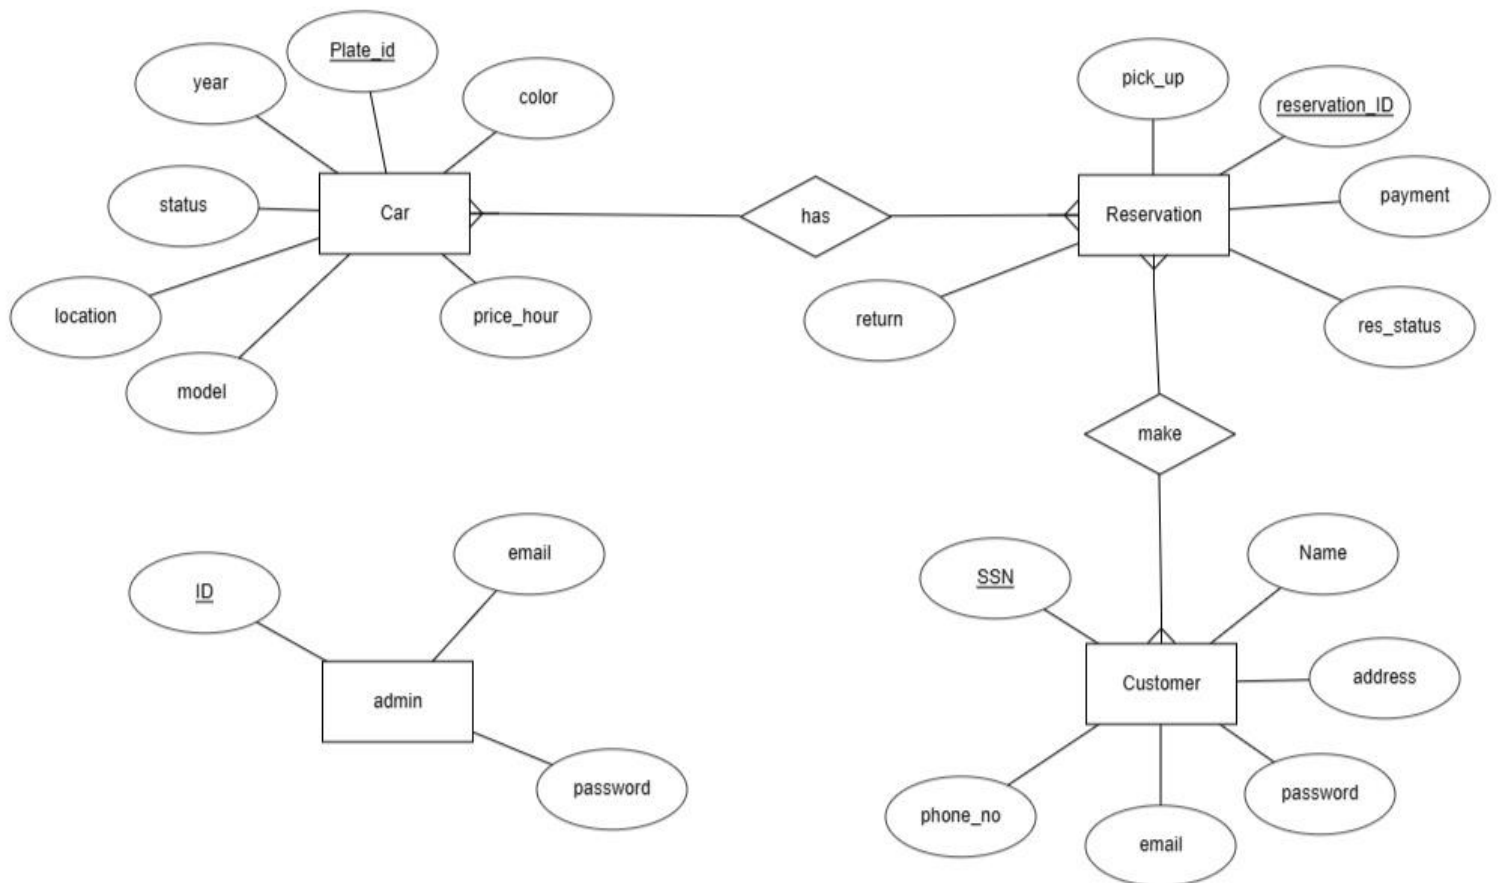 Plate_id
year
color
pick_up
reservation_ID
status
Car
has
Reservation
payment
location
price_hour
return
res_status
model
make
email
Name
ID
SSN
admin
Customer
address
password
phone_no
email
password